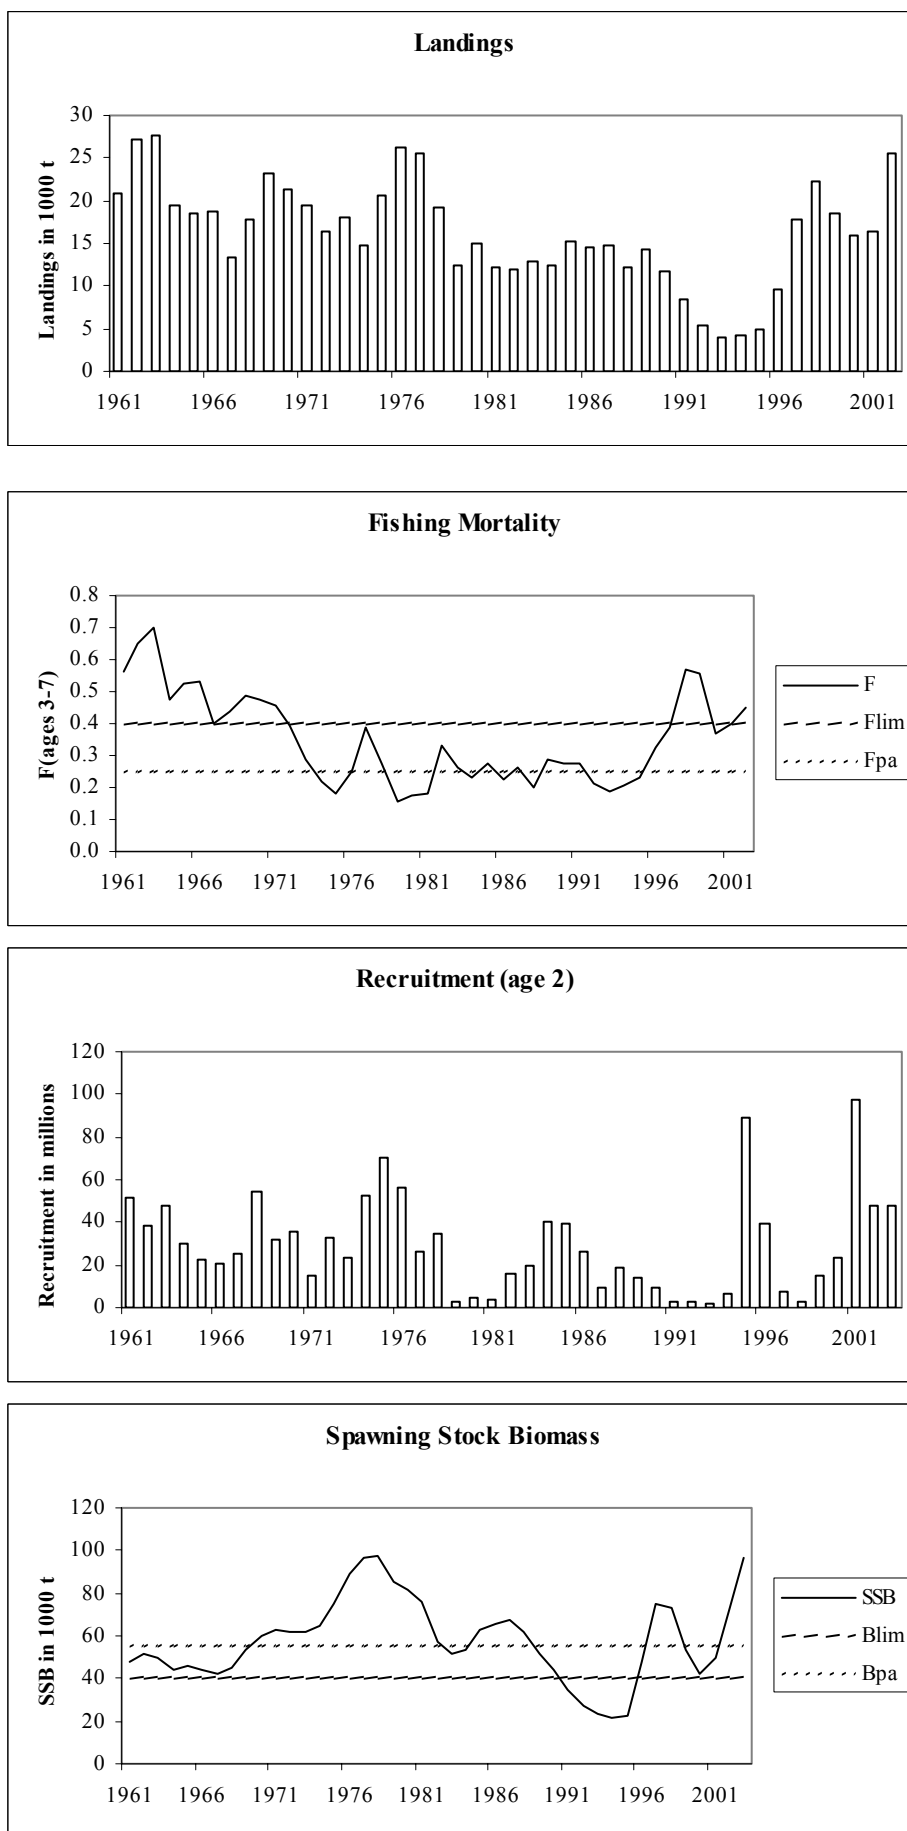 Landings
Landings in 1000 t
30
25
20
15
10
5
0
1961 1966 1971 1976 1981 1986 1991 1996 2001
Fishing Mortality
F(ages 3-7)
0.8
0.7
0.6
0.5
0.4
0.3
0.2
0.1
0.0
1961 1966 1971 1976 1981 1986 1991 1996 2001
F
Flim
Fpa
Recruitment (age 2)
Recruitment in millions
120
100
80
60
40
20
0
1961 1966 1971 1976 1981 1986 1991 1996 2001
Spawning Stock Biomass
SSB in 1000 t
120
100
80
60
40
20
0
1961 1966 1971 1976 1981 1986 1991 1996 2001
SSB
Blim
Bpa